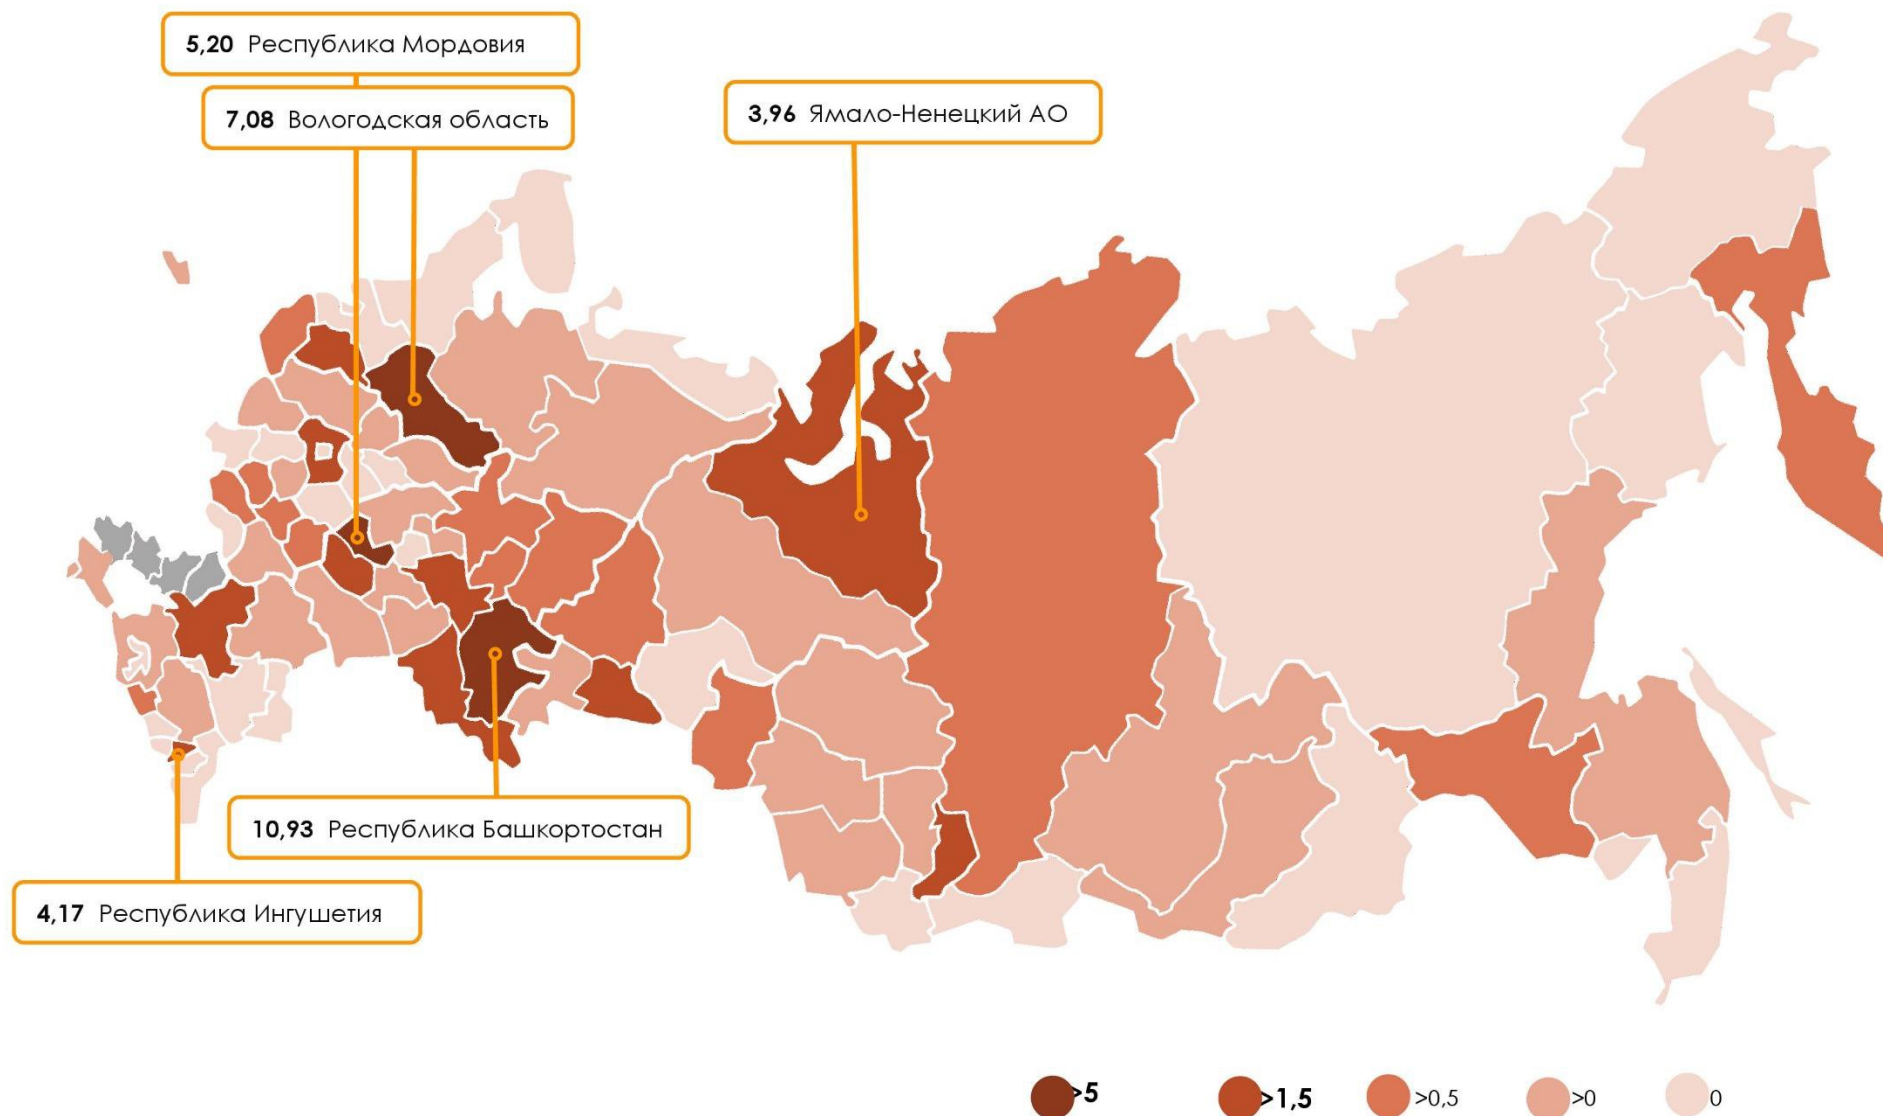 5,20 Республика Мордовия
7,08 Вологодская область
3,96 Ямало-Ненецкий АО
10,93 Республика Башкортостан
4,17 Республика Ингушетия
>5 >1,5 >0,5 >0 0